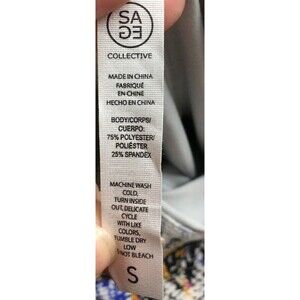 SA
GE
COLLECTIVE
MADE IN CHINA
FABRIQUÉ
EN CHINE
HECHO EN CHINA
BODY/CORPS/
CUERPO:
75% POLYESTER/
POLIÉSTER
25% SPANDEX
MACHINE WASH
COLD,
TURN INSIDE
OUT, DELICATE
CYCLE
WITH LIKE
COLORS,
TUMBLE DRY
LOW
NOT BLEACH
S